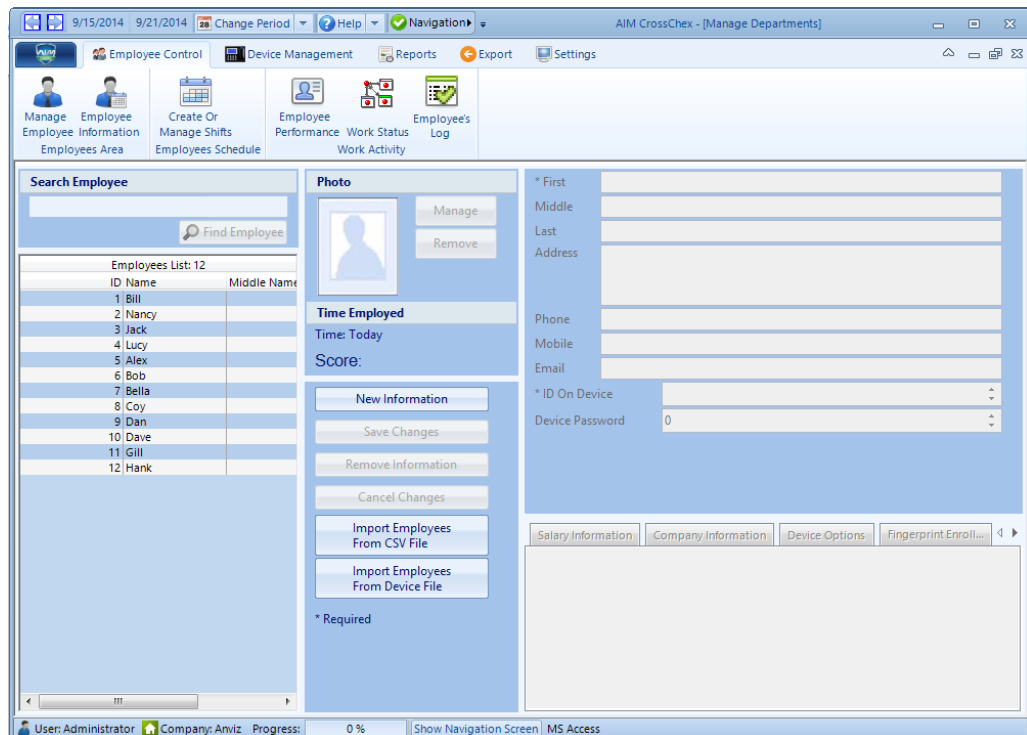 9/15/2014 9/21/2014 28 Change Period Help Navigation AIM CrossChex - [Manage Departments]
AIM Employee Control Device Management Reports Export Settings
Manage Employee
Employee Information
Create Or Manage Shifts
Employee Performance
Work Status
Employee's Log
Employees Area Employees Schedule Work Activity
Search Employee
Find Employee
Employees List: 12
ID Name Middle Name
1 Bill
2 Nancy
3 Jack
4 Lucy
5 Alex
6 Bob
7 Bella
8 Coy
9 Dan
10 Dave
11 Gill
12 Hank
Photo
Manage
Remove
Time Employed
Time: Today
Score:
New Information
Save Changes
Remove Information
Cancel Changes
Import Employees
From CSV File
Import Employees
From Device File
* Required
* First
Middle
Last
Address
Phone
Mobile
Email
* ID On Device
Device Password 0
Salary Information Company Information Device Options Fingerprint Enroll...
User: Administrator Company: Anviz Progress: 0 % Show Navigation Screen MS Access